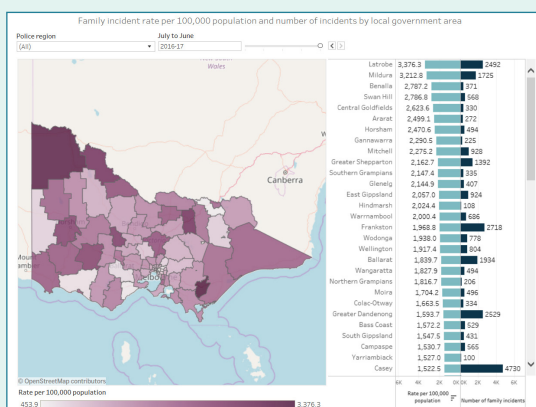 Family incident rate per 100,000 population and number of incidents by local government area
Police region
(All)
July to June
2016-17
Wales
Canberra
© OpenStreetMap contributors
Rate per 100,000 population
453.9
3,376.3
Latrobe 3,376.3 2492
Mildura 3,212.8 1725
Benalla 2,787.2 371
Swan Hill 2,786.8 568
Central Goldfields 2,623.6 330
Ararat 2,499.1 272
Horsham 2,470.6 494
Gannawarra 2,290.5 225
Mitchell 2,275.2 928
Greater Shepparton 2,162.7 1392
Southern Grampians 2,147.4 335
Glenelg 2,144.9 407
East Gippsland 2,057.0 924
Hindmarsh 2,024.4 108
Warrnambool 2,000.4 686
Frankston 1,968.8 2718
Wodonga 1,938.0 778
Wellington 1,917.4 804
Ballarat 1,839.7 1934
Wangaratta 1,827.9 494
Northern Grampians 1,816.7 206
Moira 1,704.2 496
Colac-Otway 1,663.5 334
Greater Dandenong 1,593.7 2529
Bass Coast 1,572.2 529
South Gippsland 1,547.5 431
Campaspe 1,530.7 565
Yarriambiack 1,527.0 100
Casey 1,522.5 4730
6K 4K 2K 0K 2K 4K 6K
Rate per 100,000
population
Number of family incidents